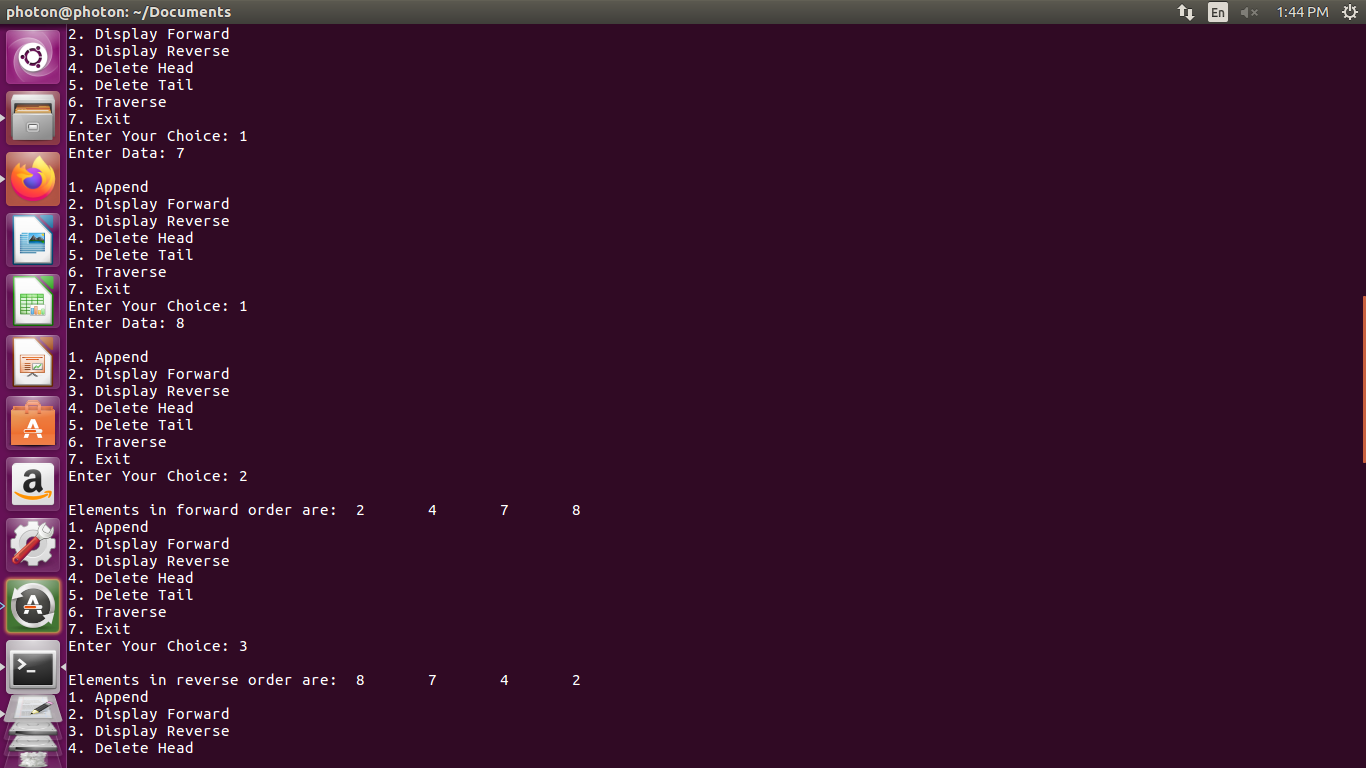 photon@photon: ~/Documents
En
1:44 PM
2. Display Forward
3. Display Reverse
4. Delete Head
5. Delete Tail
6. Traverse
7. Exit
Enter Your Choice: 1
Enter Data: 7
1. Append
2. Display Forward
3. Display Reverse
4. Delete Head
5. Delete Tail
6. Traverse
7. Exit
Enter Your Choice: 1
Enter Data: 8
1. Append
2. Display Forward
3. Display Reverse
4. Delete Head
5. Delete Tail
6. Traverse
7. Exit
Enter Your Choice: 2
Elements in forward order are:  2       4       7       8
1. Append
2. Display Forward
3. Display Reverse
4. Delete Head
5. Delete Tail
6. Traverse
7. Exit
Enter Your Choice: 3
Elements in reverse order are:  8       7       4       2
1. Append
2. Display Forward
3. Display Reverse
4. Delete Head